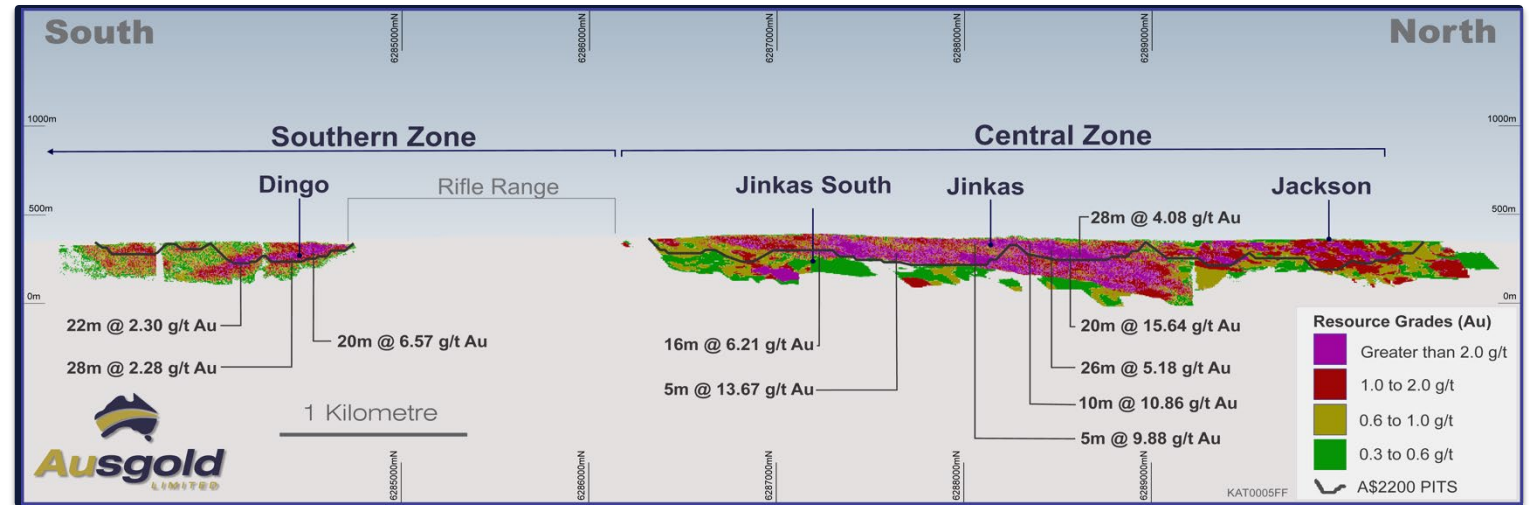 South
North
6285000mN
6286000mN
6287000mN
6288000mN
6289000mN
1000m
1000m
Southern Zone
Central Zone
Dingo
Rifle Range
Jinkas South
Jinkas
Jackson
500m
500m
28m @ 4.08 g/t Au
0m
0m
22m @ 2.30 g/t Au
20m @ 6.57 g/t Au
28m @ 2.28 g/t Au
16m @ 6.21 g/t Au
5m @ 13.67 g/t Au
20m @ 15.64 g/t Au
26m @ 5.18 g/t Au
10m @ 10.86 g/t Au
5m @ 9.88 g/t Au
Resource Grades (Au)
Greater than 2.0 g/t
1.0 to 2.0 g/t
0.6 to 1.0 g/t
0.3 to 0.6 g/t
A$2200 PITS
1 Kilometre
Ausgold
LIMITED
6285000mN
6286000mN
6287000mN
6288000mN
6289000mN
KAT0005FF